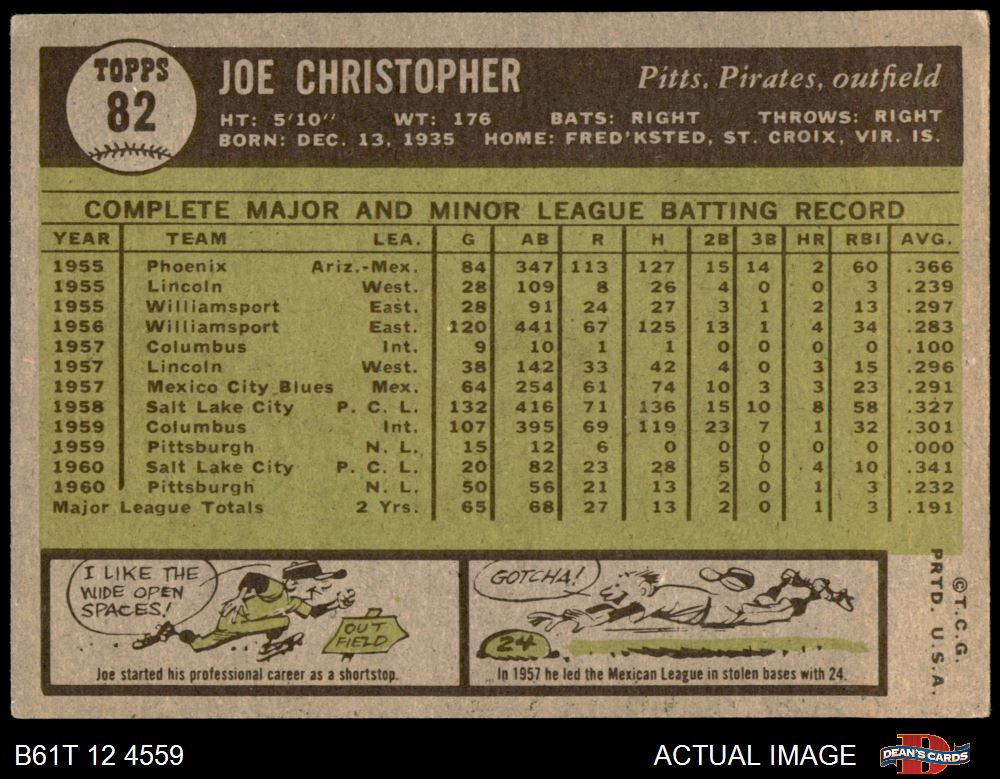 TOPPS
82
JOE CHRISTOPHER
Pitts. Pirates, outfield
HT: 5'10" WT: 176 BATS: RIGHT THROWS: RIGHT
BORN: DEC. 13, 1935 HOME: FRED'KSTED, ST. CROIX, VIR. IS.
COMPLETE MAJOR AND MINOR LEAGUE BATTING RECORD
YEAR TEAM LEA. G AB R H 2B 3B HR RBI AVG.
1955 Phoenix Ariz.-Mex. 84 347 113 127 15 14 2 60 .366
1955 Lincoln West. 28 109 8 26 4 0 0 3 .239
1955 Williamsport East. 28 91 24 27 3 1 2 13 .297
1956 Williamsport East. 120 441 67 125 13 1 4 34 .283
1957 Columbus Int. 9 10 1 1 0 0 0 0 .100
1957 Lincoln West. 38 142 33 42 4 0 3 15 .296
1957 Mexico City Blues Mex. 64 254 61 74 10 3 3 23 .291
1958 Salt Lake City P. C. L. 132 416 71 136 15 10 8 58 .327
1959 Columbus Int. 107 395 69 119 23 7 1 32 .301
1959 Pittsburgh N. L. 15 12 6 0 0 0 0 0 .000
1960 Salt Lake City P. C. L. 20 82 23 28 5 0 4 10 .341
1960 Pittsburgh N. L. 50 56 21 13 2 0 1 3 .232
Major League Totals 2 Yrs. 65 68 27 13 2 0 1 3 .191
I LIKE THE
WIDE OPEN
SPACES!
OUT
FIELD
Joe started his professional career as a shortstop.
GOTCHA!
24
In 1957 he led the Mexican League in stolen bases with 24.
©T.C.G.
PRTD. U.S.A.
B61T 12 4559
ACTUAL IMAGE
DEAN'S CARDS